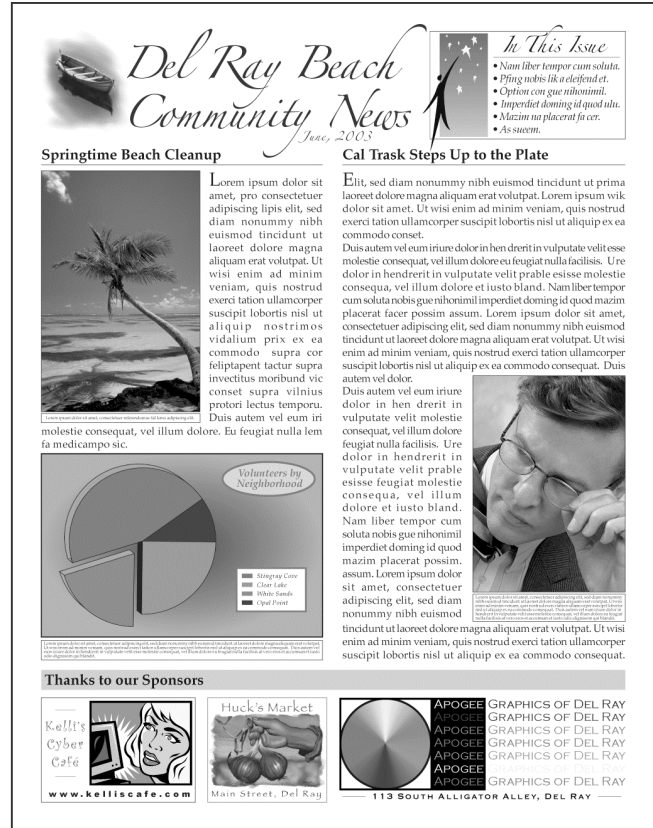 Del Ray Beach
Community News
June, 2003
In This Issue
• Nam liber tempor cum soluta.
• Pfing nobis lik a eleifend et.
• Option con gue nihonimil.
• Imperdiet doming id quod ulu.
• Mazim na placerat fa cer.
• As sueem.
Springtime Beach Cleanup
Lorem ipsum dolor sit
amet, pro consectetuer
adipiscing lipis elit, sed
diam nonummy nibh
euismod tincidunt ut
laoreet dolore magna
aliquam erat volutpat. Ut
wisi enim ad minim
veniam, quis nostrud
exerci tation ullamcorper
suscipit lobortis nisl ut
aliquip nostrimos
vidalium prix ex ea
commodo supra cor
feliptapent tactur supra
invectitus moribund vic
conset supra vilnius
protori lectus temporu.
Duis autem vel eum iri
molestie consequat, vel illum dolore. Eu feugiat nulla lem
fa medicampo sic.
Volunteers by
Neighborhood
Stingray Cove
Clear Lake
White Sands
Opal Point
Cal Trask Steps Up to the Plate
Elit, sed diam nonummy nibh euismod tincidunt ut prima
laoreet dolore magna aliquam erat volutpat. Lorem ipsum wik
dolor sit amet. Ut wisi enim ad minim veniam, quis nostrud
exerci tation ullamcorper suscipit lobortis nisl ut aliquip ex ea
commodo conset.
Duis autem vel eum iriure dolor in hen drerit in vulputate velit esse
molestie consequat, vel illum dolore eu feugiat nulla facilisis. Ure
dolor in hendrerit in vulputate velit prable esisse molestie
consequa, vel illum dolore et iusto bland. Nam liber tempor
cum soluta nobis gue nihonimil imperdiet doming id quod mazim
placerat facer possim assum. Lorem ipsum dolor sit amet,
consectetuer adipiscing elit, sed diam nonummy nibh euismod
tincidunt ut laoreet dolore magna aliquam erat volutpat. Ut wisi
enim ad minim veniam, quis nostrud exerci tation ullamcorper
suscipit lobortis nisl ut aliquip ex ea commodo consequat. Duis
autem vel dolor.
Duis autem vel eum iriure
dolor in hen drerit in
vulputate velit molestie
consequat, vel illum dolore
feugiat nulla facilisis. Ure
dolor in hendrerit in
vulputate velit prable
esisse feugiat molestie
consequa, vel illum
dolore et iusto bland.
Nam liber tempor cum
soluta nobis gue nihonimil
imperdiet doming id quod
mazim placerat possim.
assum. Lorem ipsum dolor
sit amet, consectetuer
adipiscing elit, sed diam
nonummy nibh euismod
tincidunt ut laoreet dolore magna aliquam erat volutpat. Ut wisi
enim ad minim veniam, quis nostrud exerci tation ullamcorper
suscipit lobortis nisl ut aliquip ex ea commodo consequat.
Thanks to our Sponsors
Kelli's
Cyber
Café
www.kelliscafe.com
Huck's Market
Main Street, Del Ray
Apogee Graphics of Del Ray
Apogee Graphics of Del Ray
Apogee Graphics of Del Ray
Apogee Graphics of Del Ray
Apogee Graphics of Del Ray
Apogee Graphics of Del Ray
Apogee Graphics of Del Ray
113 South Alligator Alley, Del Ray